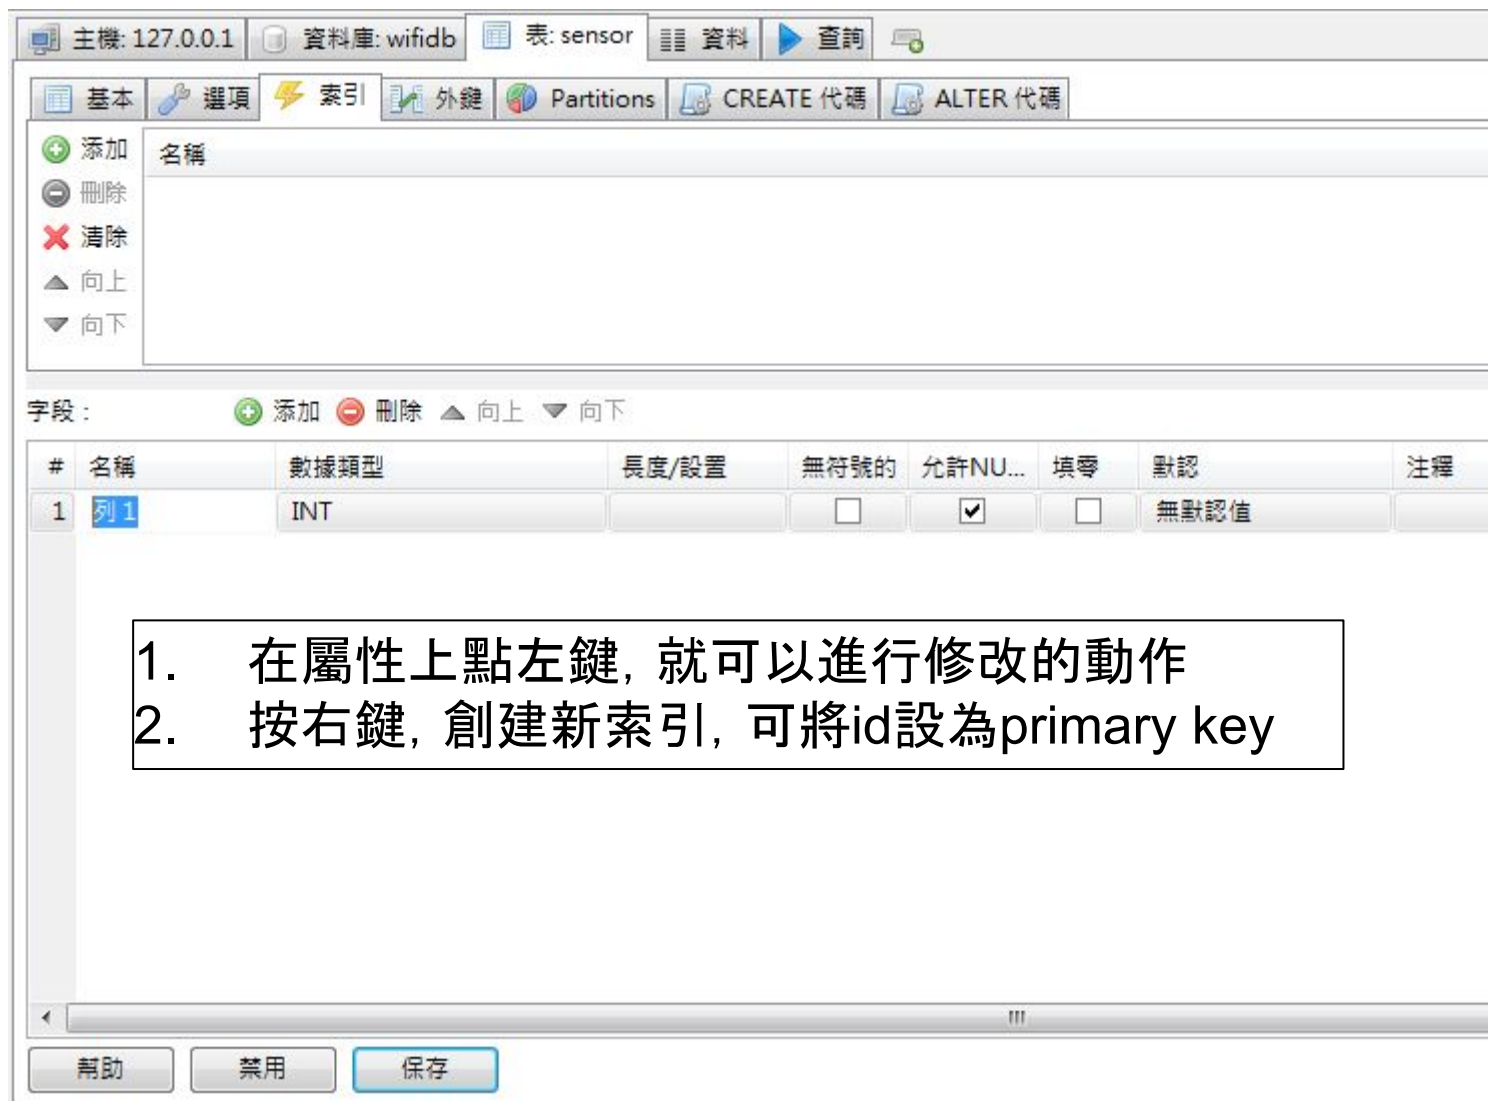 主機: 127.0.0.1 資料庫: wifidb 表: sensor 資料 查詢
基本 選項 索引 外鍵 Partitions CREATE 代碼 ALTER 代碼
添加 名稱
刪除
清除
向上
向下
字段： 添加 刪除 向上 向下
# 名稱 數據類型 長度/設置 無符號的 允許NU... 填零 默認 注釋
1 列 1 INT 無默認值
1. 在屬性上點左鍵, 就可以進行修改的動作
2. 按右鍵, 創建新索引, 可將id設為primary key
幫助 禁用 保存